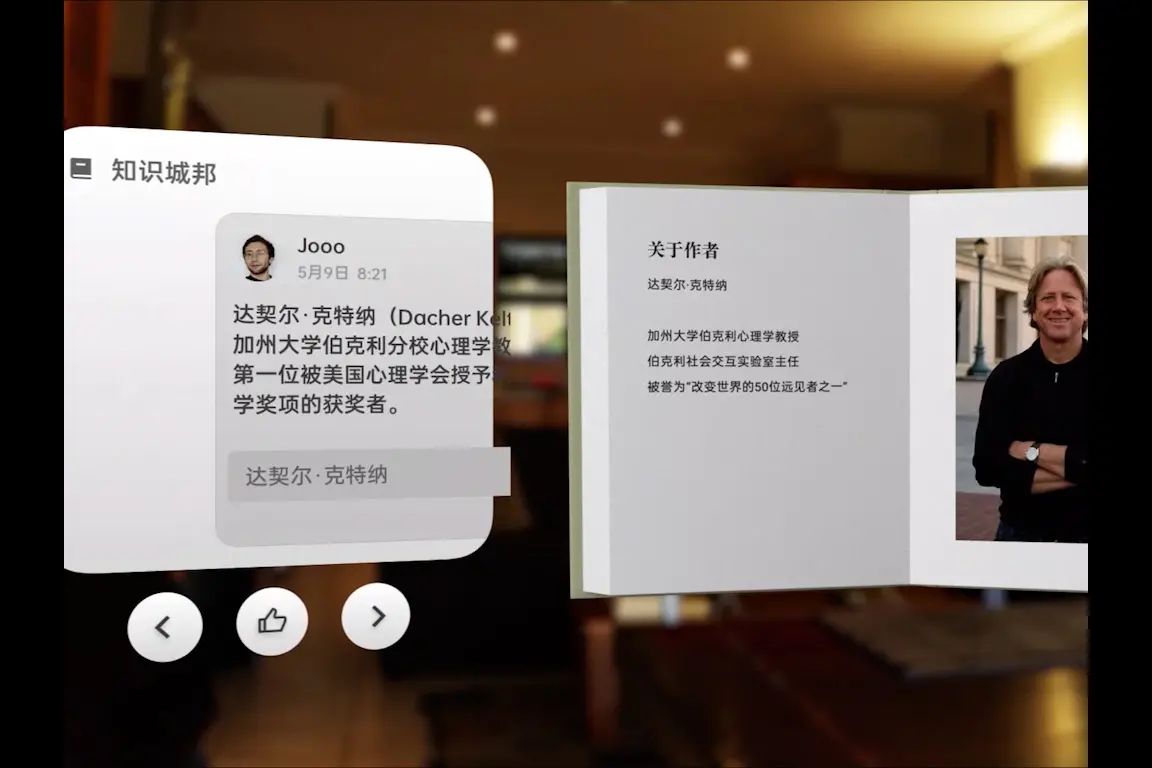 知识城邦
Jooo
5月9日 8:21
达契尔·克特纳（Dacher Kelt
加州大学伯克利分校心理学教
第一位被美国心理学会授予
学奖项的获奖者。
达契尔·克特纳
关于作者
达契尔·克特纳
加州大学伯克利心理学教授
伯克利社会交互实验室主任
被誉为“改变世界的50位远见者之一”